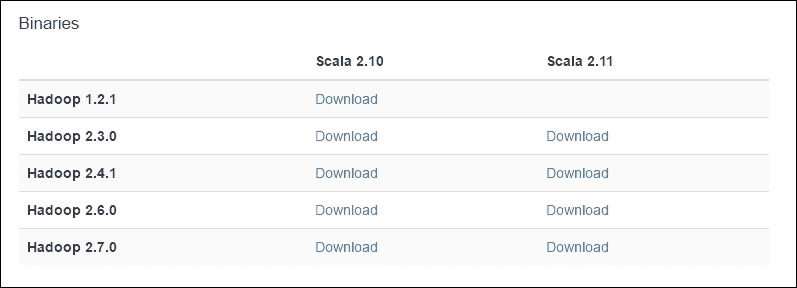 Binaries
Scala 2.10 Scala 2.11
Hadoop 1.2.1 Download
Hadoop 2.3.0 Download Download
Hadoop 2.4.1 Download Download
Hadoop 2.6.0 Download Download
Hadoop 2.7.0 Download Download